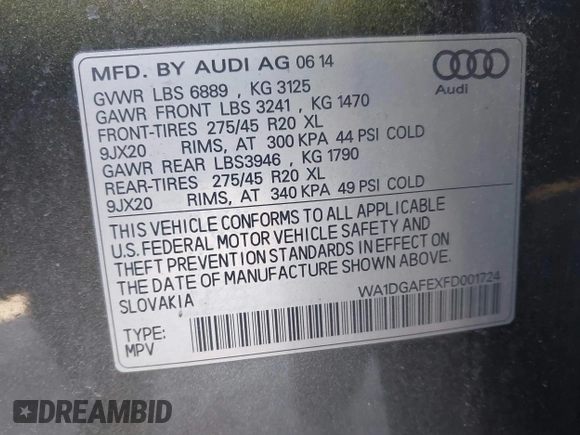 MFD. BY AUDI AG 06 14
GVWR LBS 6889 , KG 3125
GAWR FRONT LBS 3241 , KG 1470
FRONT-TIRES 275/45 R20 XL
9JX20 RIMS, AT 300 KPA 44 PSI COLD
GAWR REAR LBS3946 , KG 1790
REAR-TIRES 275/45 R20 XL
9JX20 RIMS, AT 340 KPA 49 PSI COLD
Audi
THIS VEHICLE CONFORMS TO ALL APPLICABLE
U.S. FEDERAL MOTOR VEHICLE SAFETY AND
THEFT PREVENTION STANDARDS IN EFFECT ON
THE DATE OF MANUFACTURE SHOWN ABOVE.
SLOVAKIA
WA1DGAFEXFD001724
TYPE:
MPV
DREAMBID